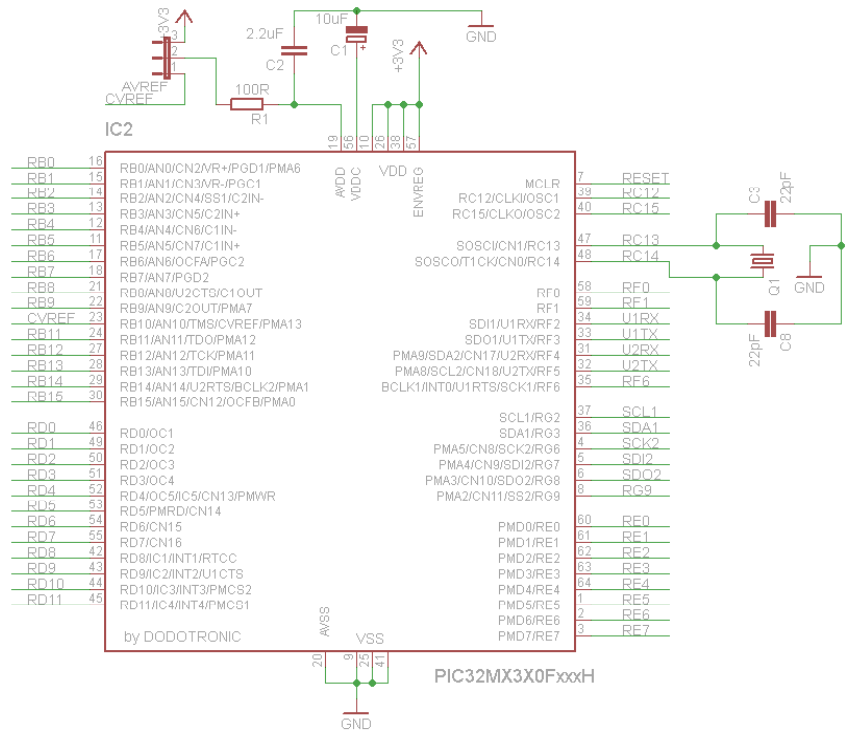 +3V3
3
2
1
AVREF
CVREF
2.2uF
C2
10uF
C1
+
GND
+3V3
100R
R1
IC2
19
56
10
26
38
57
AVDD
VDDC
VDD
ENVREG
RB0 16 RB0/AN0/CN2/VR+/PGD1/PMA6
RB1 15 RB1/AN1/CN3/VR-/PGC1
RB2 14 RB2/AN2/CN4/SS1/C2IN-
RB3 13 RB3/AN3/CN5/C2IN+
RB4 12 RB4/AN4/CN6/C1IN-
RB5 11 RB5/AN5/CN7/C1IN+
RB6 17 RB6/AN6/OCFA/PGC2
RB7 18 RB7/AN7/PGD2
RB8 21 RB0/AN0/U2CTS/C1OUT
RB9 22 RB9/AN9/C2OUT/PMA7
CVREF 23 RB10/AN10/TMS/CVREF/PMA13
RB11 24 RB11/AN11/TDO/PMA12
RB12 27 RB12/AN12/TCK/PMA11
RB13 28 RB13/AN13/TDI/PMA10
RB14 29 RB14/AN14/U2RTS/BCLK2/PMA1
RB15 30 RB15/AN15/CN12/OCFB/PMA0
RD0 46 RD0/OC1
RD1 49 RD1/OC2
RD2 50 RD2/OC3
RD3 51 RD3/OC4
RD4 52 RD4/OC5/IC5/CN13/PMWR
RD5 53 RD5/PMRD/CN14
RD6 54 RD6/CN15
RD7 55 RD7/CN16
RD8 42 RD8/IC1/INT1/RTCC
RD9 43 RD9/IC2/INT2/U1CTS
RD10 44 RD10/IC3/INT3/PMCS2
RD11 45 RD11/IC4/INT4/PMCS1
MCLR 7 RESET
RC12/CLKI/OSC1 39 RC12
RC15/CLKO/OSC2 40 RC15
SOSCI/CN1/RC13 47 RC13
SOSCO/T1CK/CN0/RC14 48 RC14
RF0 58 RF0
RF1 59 RF1
SDI1/U1RX/RF2 34 U1RX
SDO1/U1TX/RF3 33 U1TX
PMA9/SDA2/CN17/U2RX/RF4 31 U2RX
PMA8/SCL2/CN18/U2TX/RF5 32 U2TX
BCLK1/INT0/U1RTS/SCK1/RF6 35 RF6
SCL1/RG2 37 SCL1
SDA1/RG3 36 SDA1
PMA5/CN8/SCK2/RG6 4 SCK2
PMA4/CN9/SDI2/RG7 5 SDI2
PMA3/CN10/SDO2/RG8 6 SDO2
PMA2/CN11/SS2/RG9 8 RG9
PMD0/RE0 60 RE0
PMD1/RE1 61 RE1
PMD2/RE2 62 RE2
PMD3/RE3 63 RE3
PMD4/RE4 64 RE4
PMD5/RE5 1 RE5
PMD6/RE6 2 RE6
PMD7/RE7 3 RE7
C3
22pF
Q1
GND
22pF
C8
by DODOTRONIC
AVSS
VSS
20
9
25
41
GND
PIC32MX3X0FxxxH